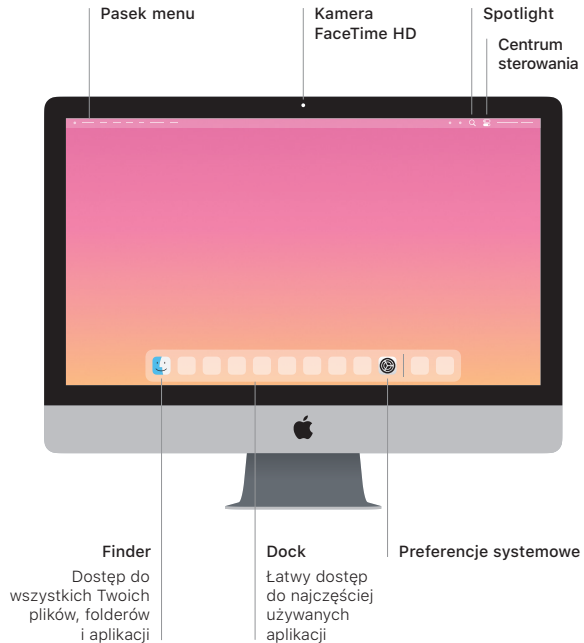 Pasek menu
Kamera
FaceTime HD
Spotlight
Centrum
sterowania
Finder
Dostęp do
wszystkich Twoich
plików, folderów
i aplikacji
Dock
Łatwy dostęp
do najczęściej
używanych
aplikacji
Preferencje systemowe